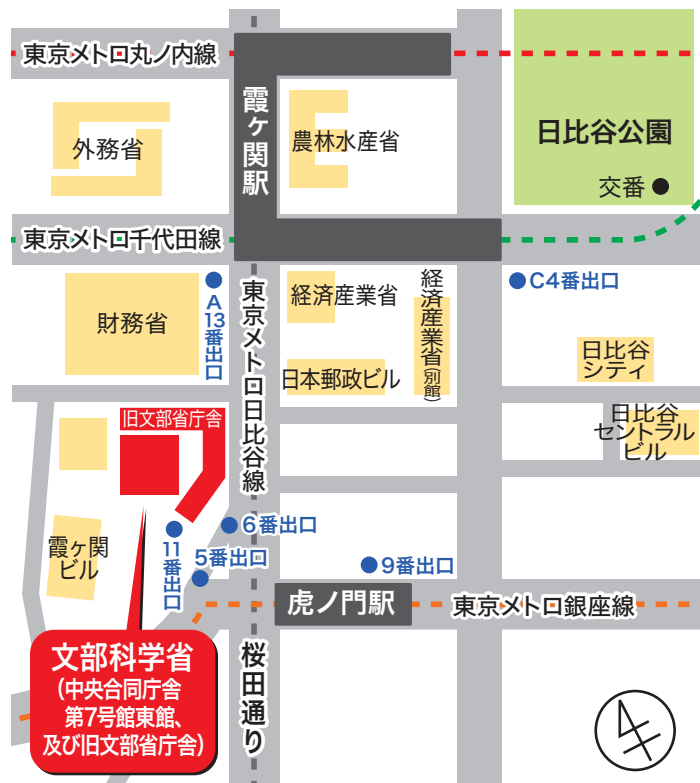 東京メトロ丸ノ内線
霞ヶ関駅
外務省
農林水産省
日比谷公園
交番
東京メトロ千代田線
財務省
A13番出口
東京メトロ日比谷線
経済産業省
経済産業省(別館)
C4番出口
日本郵政ビル
日比谷
シティ
日比谷
セントラル
ビル
旧文部省庁舎
霞ヶ関
ビル
11番出口
6番出口
5番出口
9番出口
虎ノ門駅
東京メトロ銀座線
桜田通り
文部科学省
(中央合同庁舎
第7号館東館、
及び旧文部省庁舎)